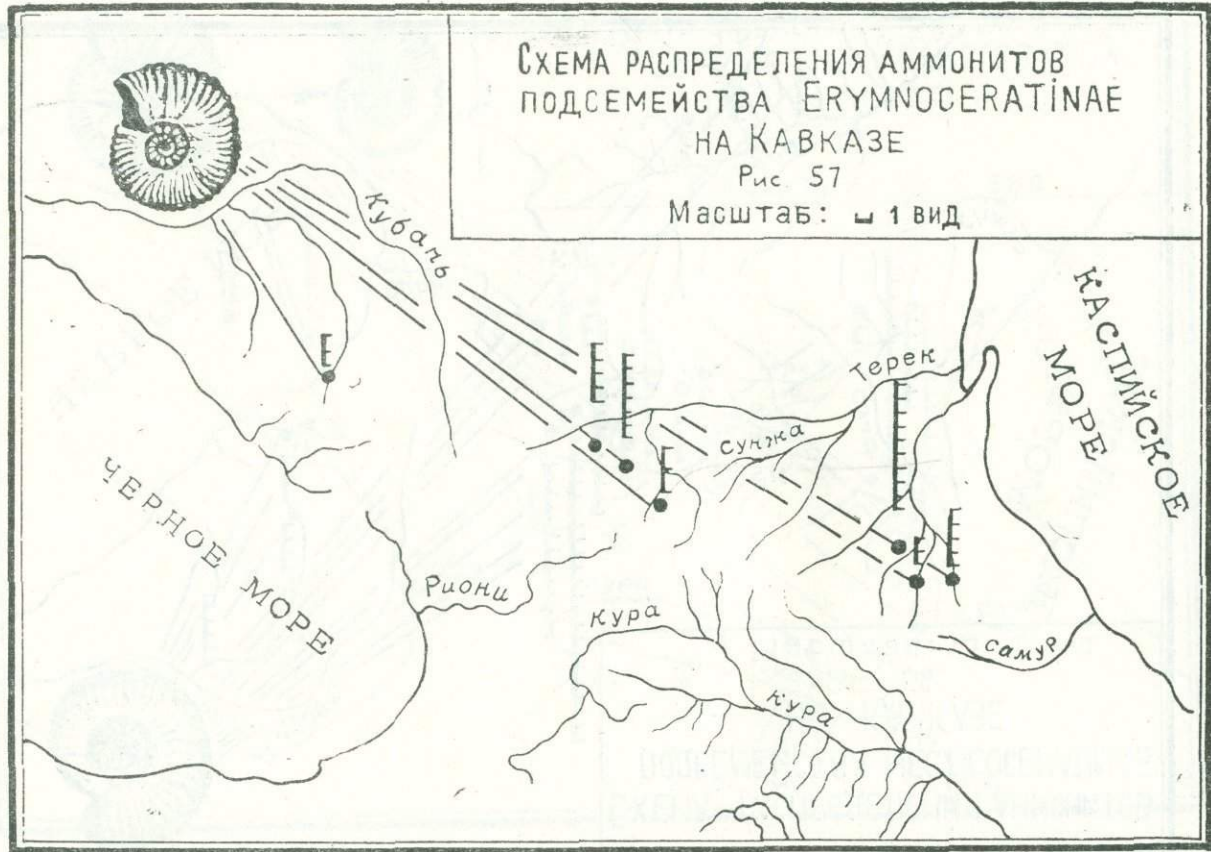 СХЕМА РАСПРЕДЕЛЕНИЯ АММОНИТОВ
ПОДСЕМЕЙСТВА ERYMNOCERATINAE
НА КАВКАЗЕ
Рис 57
Масштаб: 1 ВИД
Кубань
КАСПИЙСКОЕ
МОРЕ
Терек
Сунжа
ЧЕРНОЕ МОРЕ
Риони
Кура
Самур
Кура